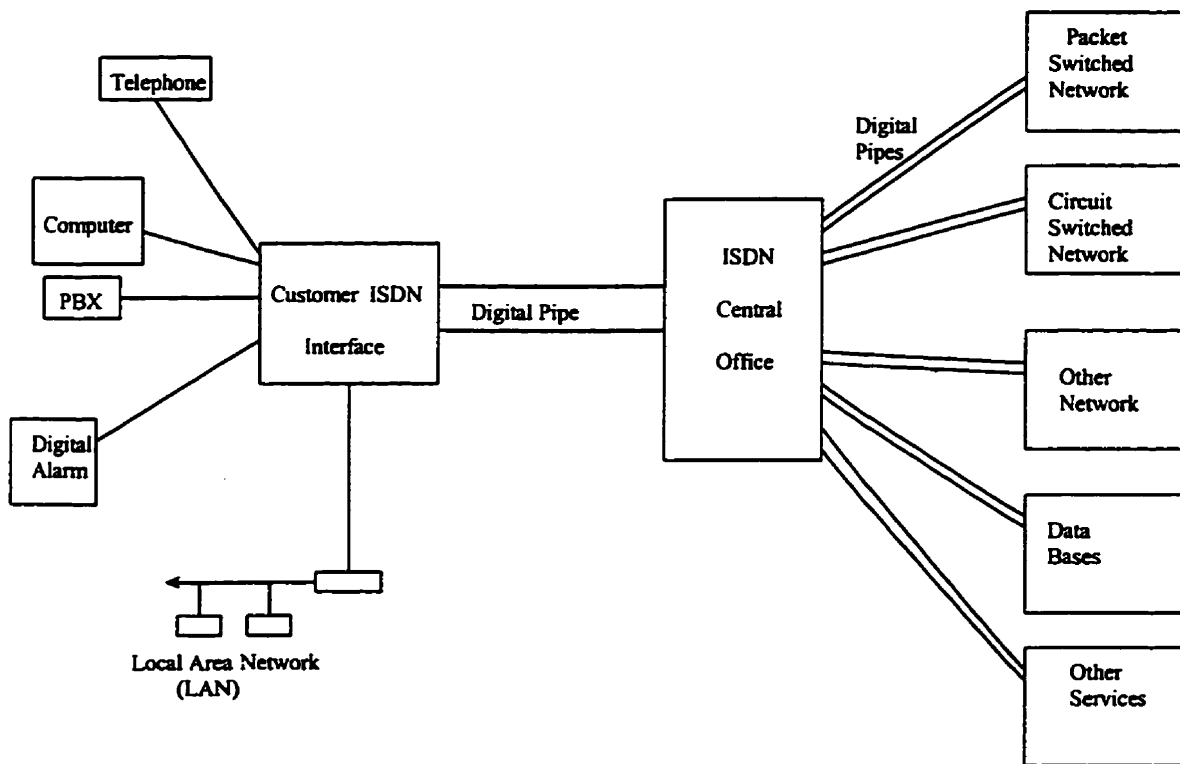 Telephone
Computer
PBX
Digital
Alarm
Customer ISDN
Interface
Local Area Network
(LAN)
Digital Pipe
ISDN
Central
Office
Digital
Pipes
Packet
Switched
Network
Circuit
Switched
Network
Other
Network
Data
Bases
Other
Services